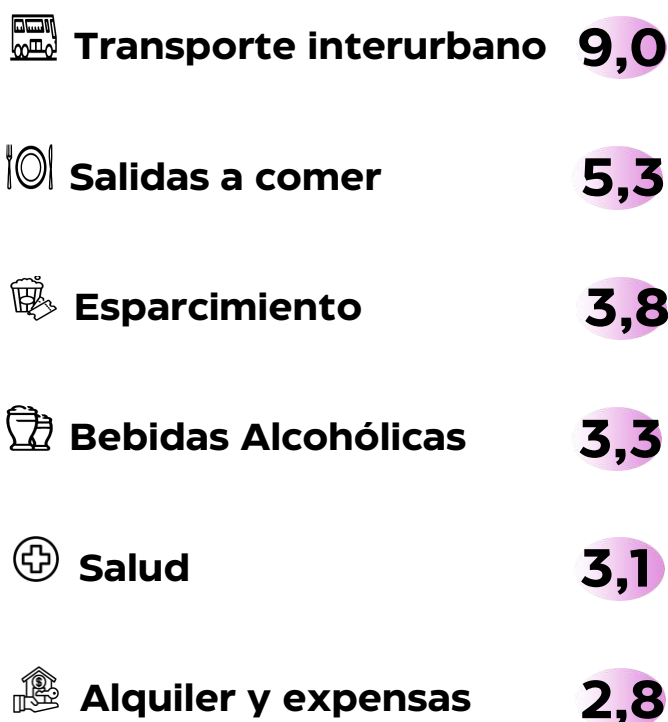 Transporte interurbano 9,0
Salidas a comer 5,3
Esparcimiento 3,8
Bebidas Alcohólicas 3,3
Salud 3,1
Alquiler y expensas 2,8